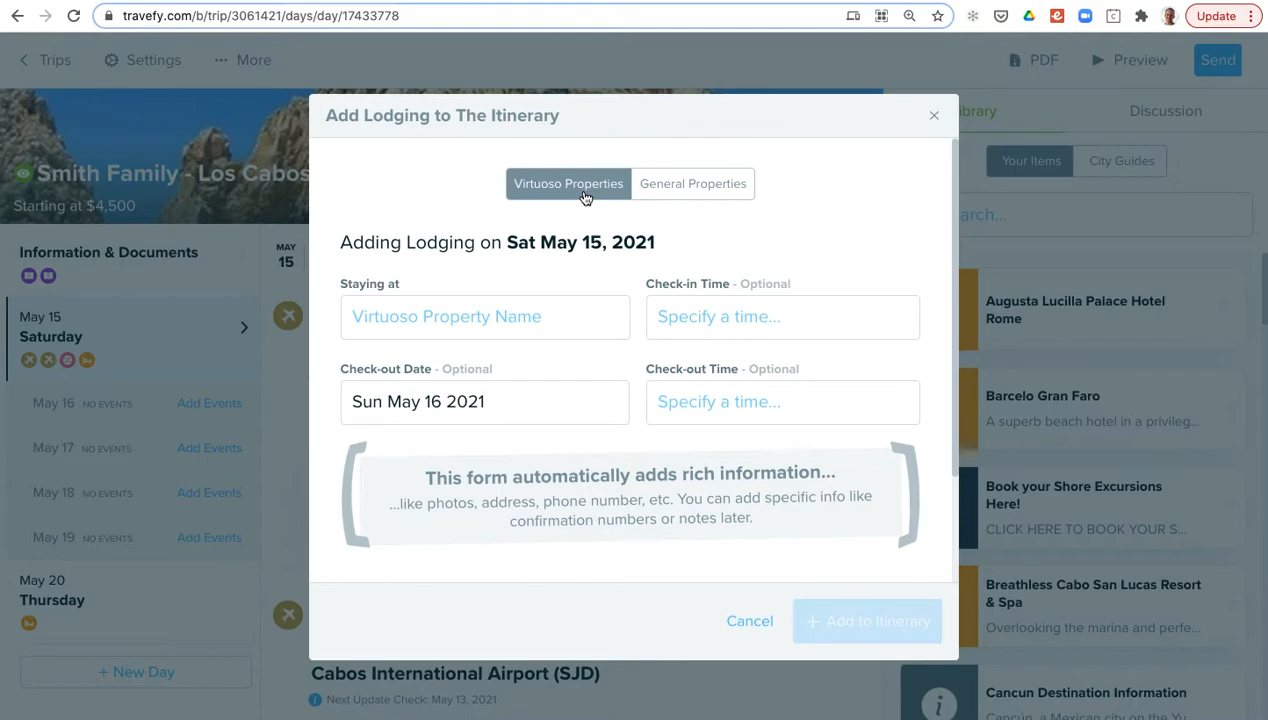 travefy.com/b/trip/3061421/days/day/17433778
Update
Trips
Settings
More
PDF
Preview
Send
Add Lodging to The Itinerary
×
Discussion
Virtuoso Properties
General Properties
Your Items
City Guides
Smith Family - Los Cabos
Starting at $4,500
Adding Lodging on Sat May 15, 2021
Information & Documents
MAY
15
Staying at
Check-in Time - Optional
Virtuoso Property Name
Specify a time...
May 15
Saturday
Check-out Date - Optional
Check-out Time - Optional
Sun May 16 2021
Specify a time...
May 16 NO EVENTS Add Events
May 17 NO EVENTS Add Events
May 18 NO EVENTS Add Events
May 19 NO EVENTS Add Events
This form automatically adds rich information...
...like photos, address, phone number, etc. You can add specific info like
confirmation numbers or notes later.
May 20
Thursday
+ New Day
Cancel
+ Add to Itinerary
Cabos International Airport (SJD)
Next Update Check: May 13, 2021
Augusta Lucilla Palace Hotel
Rome
Barcelo Gran Faro
A superb beach hotel in a privileg...
Book your Shore Excursions
Here!
CLICK HERE TO BOOK YOUR S...
Breathless Cabo San Lucas Resort
& Spa
Overlooking the marina and perfe...
Cancun Destination Information